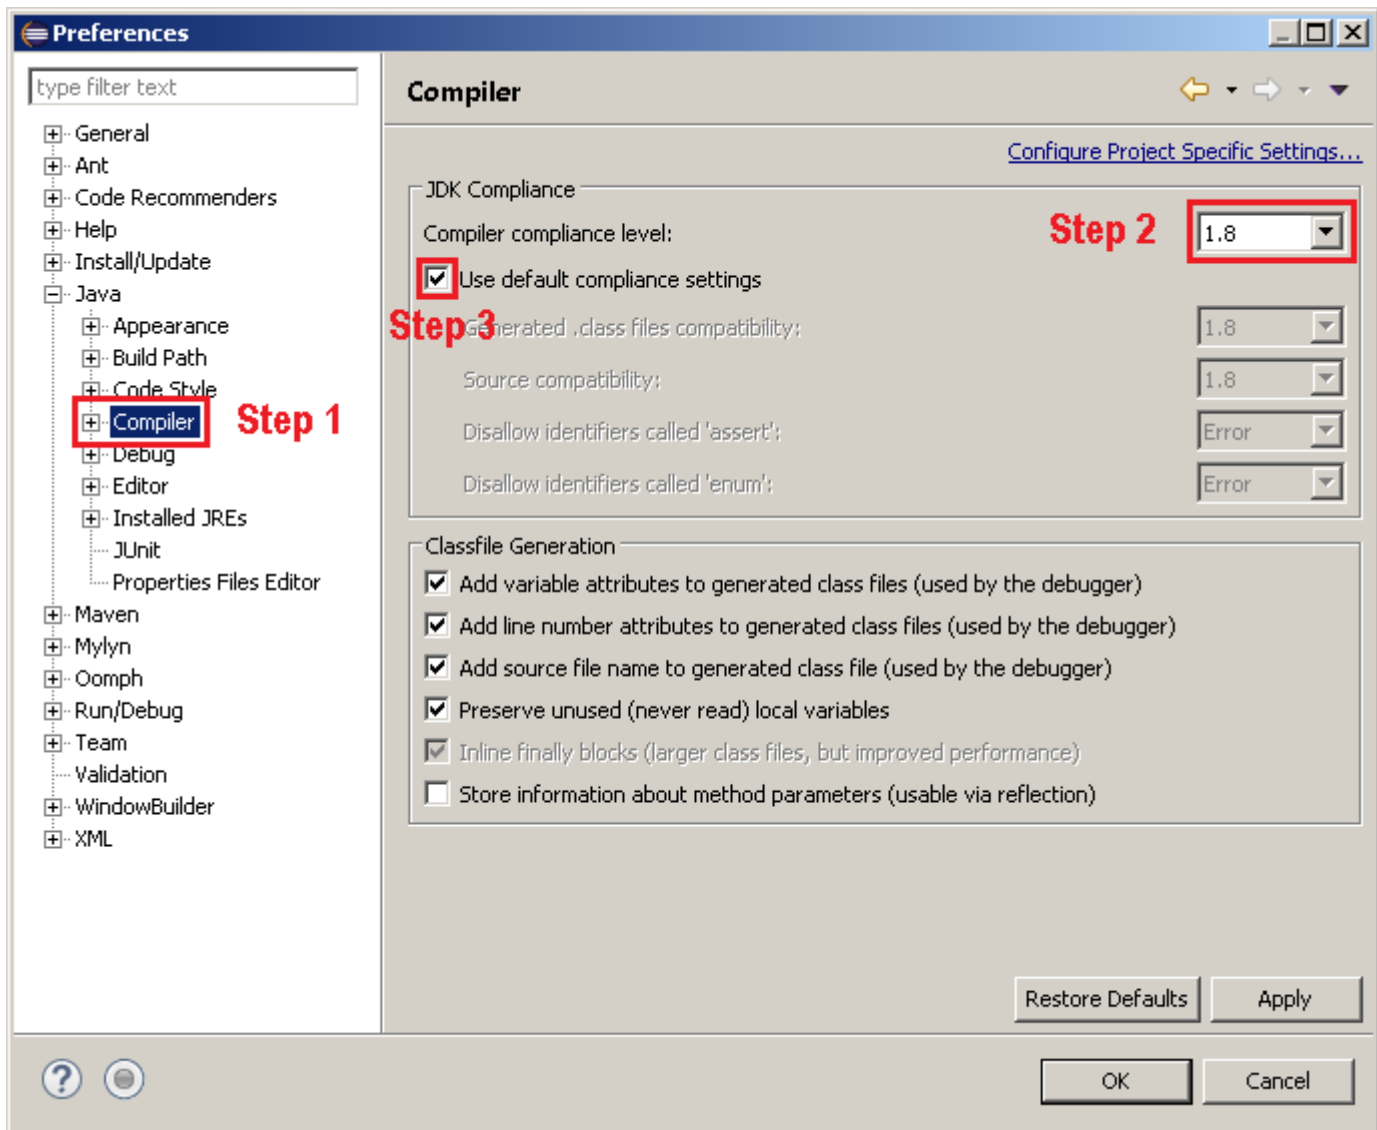 Preferences
type filter text
General
Ant
Code Recommenders
Help
Install/Update
Java
Appearance
Build Path
Code Style
Compiler
Step 1
Debug
Editor
Installed JREs
JUnit
Properties Files Editor
Maven
Mylyn
Oomph
Run/Debug
Team
Validation
WindowBuilder
XML
Compiler
Configure Project Specific Settings...
JDK Compliance
Compiler compliance level:
Step 2
1.8
Use default compliance settings
Step 3
Generated .class files compatibility:
1.8
Source compatibility:
1.8
Disallow identifiers called 'assert':
Error
Disallow identifiers called 'enum':
Error
Classfile Generation
Add variable attributes to generated class files (used by the debugger)
Add line number attributes to generated class files (used by the debugger)
Add source file name to generated class file (used by the debugger)
Preserve unused (never read) local variables
Inline finally blocks (larger class files, but improved performance)
Store information about method parameters (usable via reflection)
Restore Defaults
Apply
?
OK
Cancel